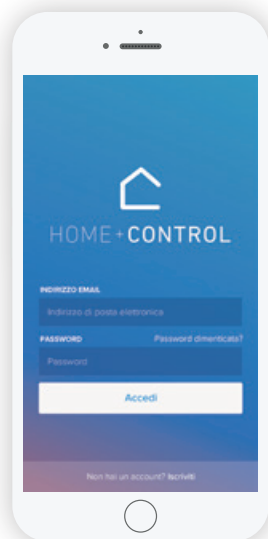 HOME+CONTROL
INDIRIZZO EMAIL
Indirizzo di posta elettronica
PASSWORD Password dimenticata?
Password
Accedi
Non hai un account? Iscriviti